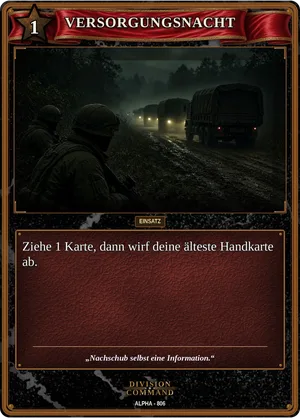 VERSORGUNGSNACHT
1
EINSATZ
Ziehe 1 Karte, dann wirf deine älteste Handkarte
ab.
„Nachschub selbst eine Information.“
DIVISION
COMMAND
ALPHA - 806